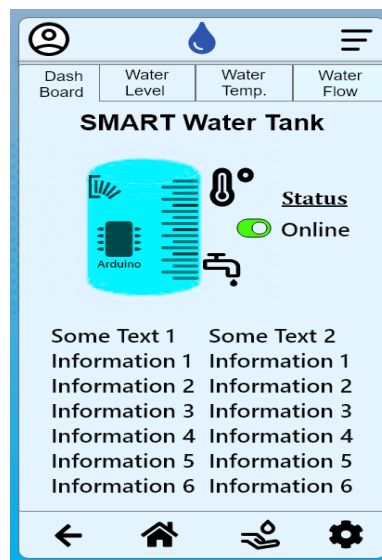 Dash Board
Water Level
Water Temp.
Water Flow
SMART Water Tank
Status
Online
Arduino
Some Text 1 Some Text 2
Information 1 Information 1
Information 2 Information 2
Information 3 Information 3
Information 4 Information 4
Information 5 Information 5
Information 6 Information 6